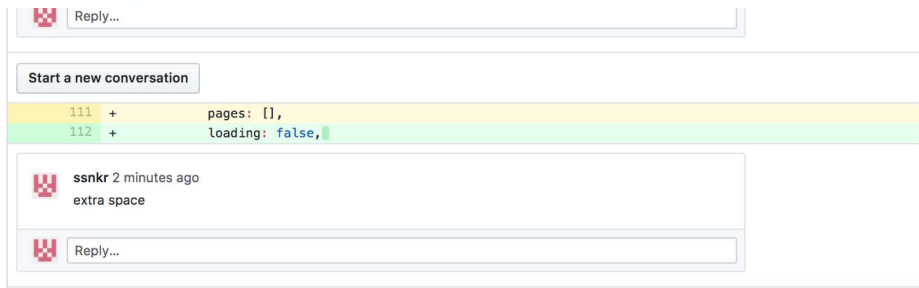 Reply...
Start a new conversation
111 + pages: [],
112 + loading: false,
ssnkr 2 minutes ago
extra space
Reply...